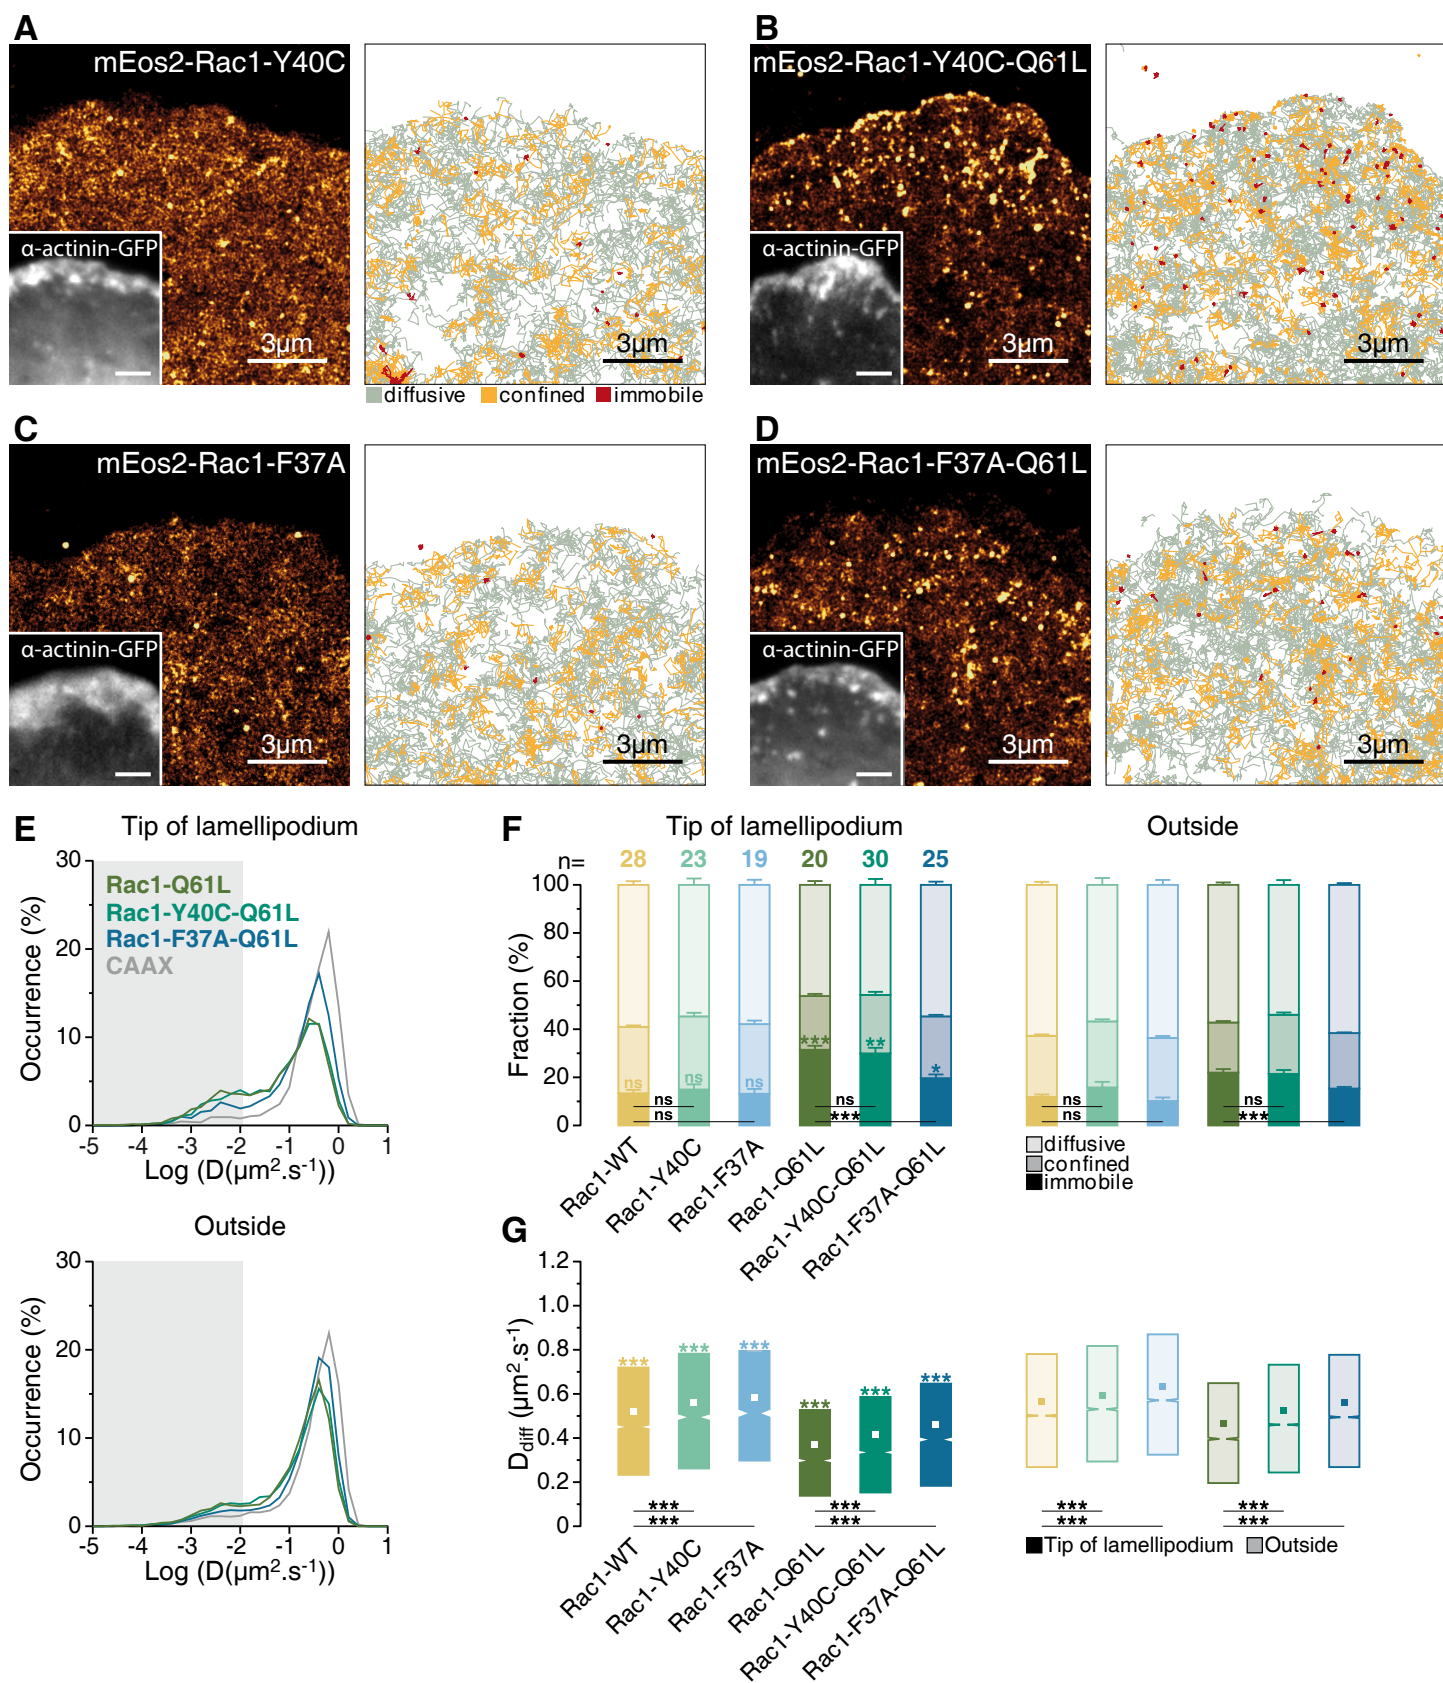 A
mEos2-Rac1-Y40C
α-actinin-GFP
3µm
3µm
diffusive confined immobile
B
mEos2-Rac1-Y40C-Q61L
α-actinin-GFP
3µm
3µm
C
mEos2-Rac1-F37A
α-actinin-GFP
3µm
3µm
D
mEos2-Rac1-F37A-Q61L
α-actinin-GFP
3µm
3µm
E
Tip of lamellipodium
Occurrence (%)
30
20
10
0
Rac1-Q61L
Rac1-Y40C-Q61L
Rac1-F37A-Q61L
CAAX
-5 -4 -3 -2 -1 0 1
Log (D(µm².s⁻¹))
Outside
Occurrence (%)
30
20
10
0
-5 -4 -3 -2 -1 0 1
Log (D(µm².s⁻¹))
F
Tip of lamellipodium
Outside
n= 28 23 19 20 30 25
Fraction (%)
100
80
60
40
20
0
ns ns ns *** ** *
ns ns
ns ***
ns ns
ns ***
Rac1-WT
Rac1-Y40C
Rac1-F37A
Rac1-Q61L
Rac1-Y40C-Q61L
Rac1-F37A-Q61L
diffusive
confined
immobile
G
D diff (µm².s⁻¹)
1.2
1.0
0.8
0.6
0.4
0.2
0
*** *** *** *** *** ***
*** *** *** ***
*** *** *** ***
Rac1-WT
Rac1-Y40C
Rac1-F37A
Rac1-Q61L
Rac1-Y40C-Q61L
Rac1-F37A-Q61L
Tip of lamellipodium Outside